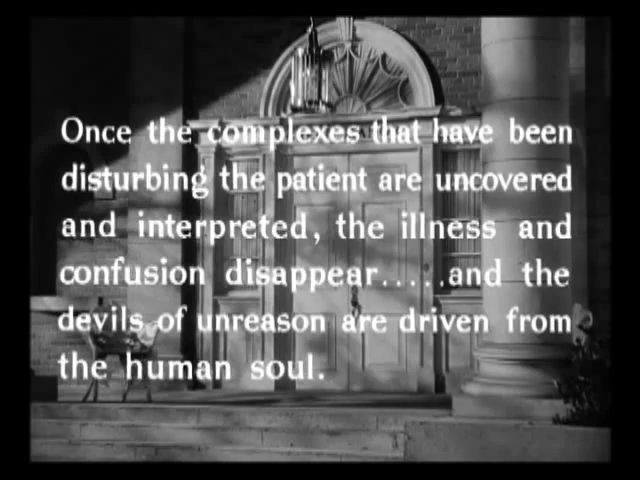 Once the complexes that have been
disturbing the patient are uncovered
and interpreted, the illness and
confusion disappear.....and the
devils of unreason are driven from
the human soul.